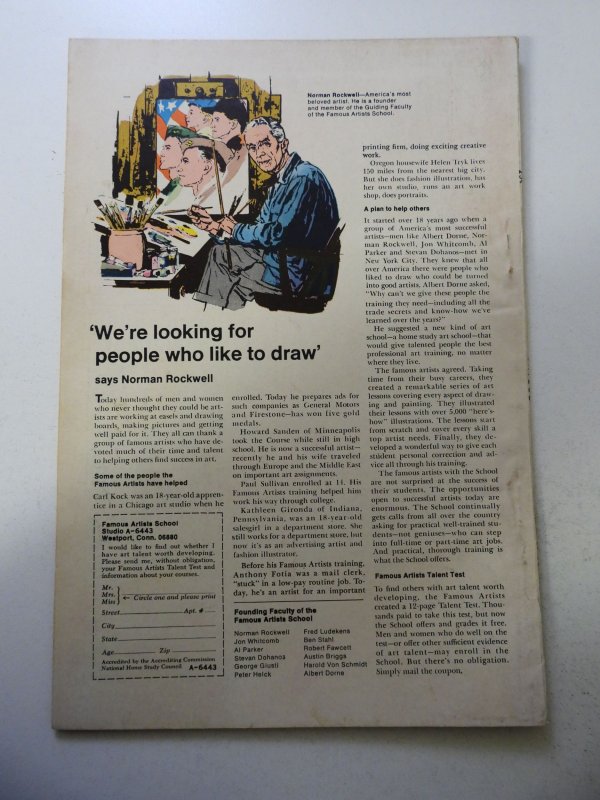 Norman Rockwell—America's most
beloved artist. He is a founder
and member of the Guiding Faculty
of the Famous Artists School.
'We're looking for
people who like to draw'
says Norman Rockwell
Today hundreds of men and women
who never thought they could be art-
ists are working at easels and drawing
boards, making pictures and getting
well paid for it. They all can thank a
group of famous artists who have de-
voted much of their time and talent
to helping others find success in art.
Some of the people the
Famous Artists have helped
Carl Kock was an 18-year-old appren-
tice in a Chicago art studio when he
Famous Artists School
Studio A-6443
Westport, Conn. 06880
I would like to find out whether I
have art talent worth developing.
Please send me, without obligation,
your Famous Artists Talent Test and
information about your courses.
Mr.
Mrs.
Miss
Circle one and please print
Street
Apt. #
City
State
Age
Zip
Accredited by the Accrediting Commission
National Home Study Council A-6443
enrolled. Today he prepares ads for
such companies as General Motors
and Firestone—has won five gold
medals.
Howard Sanden of Minneapolis
took the Course while still in high
school. He is now a successful artist—
recently he and his wife traveled
through Europe and the Middle East
on important art assignments.
Paul Sullivan enrolled at 14. His
Famous Artists training helped him
work his way through college.
Kathleen Gironda of Indiana,
Pennsylvania, was an 18-year-old
salesgirl in a department store. She
still works for a department store, but
now it's as an advertising artist and
fashion illustrator.
Before his Famous Artists training,
Anthony Fotia was a mail clerk,
"stuck" in a low-pay routine job. To-
day, he's an artist for an important
Founding Faculty of the
Famous Artists School
Norman Rockwell
Jon Whitcomb
Al Parker
Stevan Dohanos
George Giusti
Peter Helck
Fred Ludekens
Ben Stahl
Robert Fawcett
Austin Briggs
Harold Von Schmidt
Albert Dorne
printing firm, doing exciting creative
work.
Oregon housewife Helen Tryk lives
150 miles from the nearest big city.
But she does fashion illustration, has
her own studio, runs an art work
shop, does portraits.
A plan to help others
It started over 18 years ago when a
group of America's most successful
artists—men like Albert Dorne, Nor-
man Rockwell, Jon Whitcomb, Al
Parker and Stevan Dohanos—met in
New York City. They knew that all
over America there were people who
liked to draw who could be turned
into good artists. Albert Dorne asked,
"Why can't we give these people the
training they need—including all the
trade secrets and know-how we've
learned over the years?"
He suggested a new kind of art
school—a home study art school—that
would give talented people the best
professional art training, no matter
where they live.
The famous artists agreed. Taking
time from their busy careers, they
created a remarkable series of art
lessons covering every aspect of draw-
ing and painting. They illustrated
their lessons with over 5,000 "here's-
how" illustrations. The lessons start
from scratch and cover every skill a
top artist needs. Finally, they de-
veloped a wonderful way to give each
student personal correction and ad-
vice all through his training.
The famous artists with the School
are not surprised at the success of
their students. The opportunities
open to successful artists today are
enormous. The School continually
gets calls from all over the country
asking for practical well-trained stu-
dents—not geniuses—who can step
into full-time or part-time art jobs.
And practical, thorough training is
what the School offers.
Famous Artists Talent Test
To find others with art talent worth
developing, the Famous Artists
created a 12-page Talent Test. Thou-
sands paid to take this test, but now
the School offers and grades it free.
Men and women who do well on the
test—or offer other sufficient evidence
of art talent—may enroll in the
School. But there's no obligation.
Simply mail the coupon.